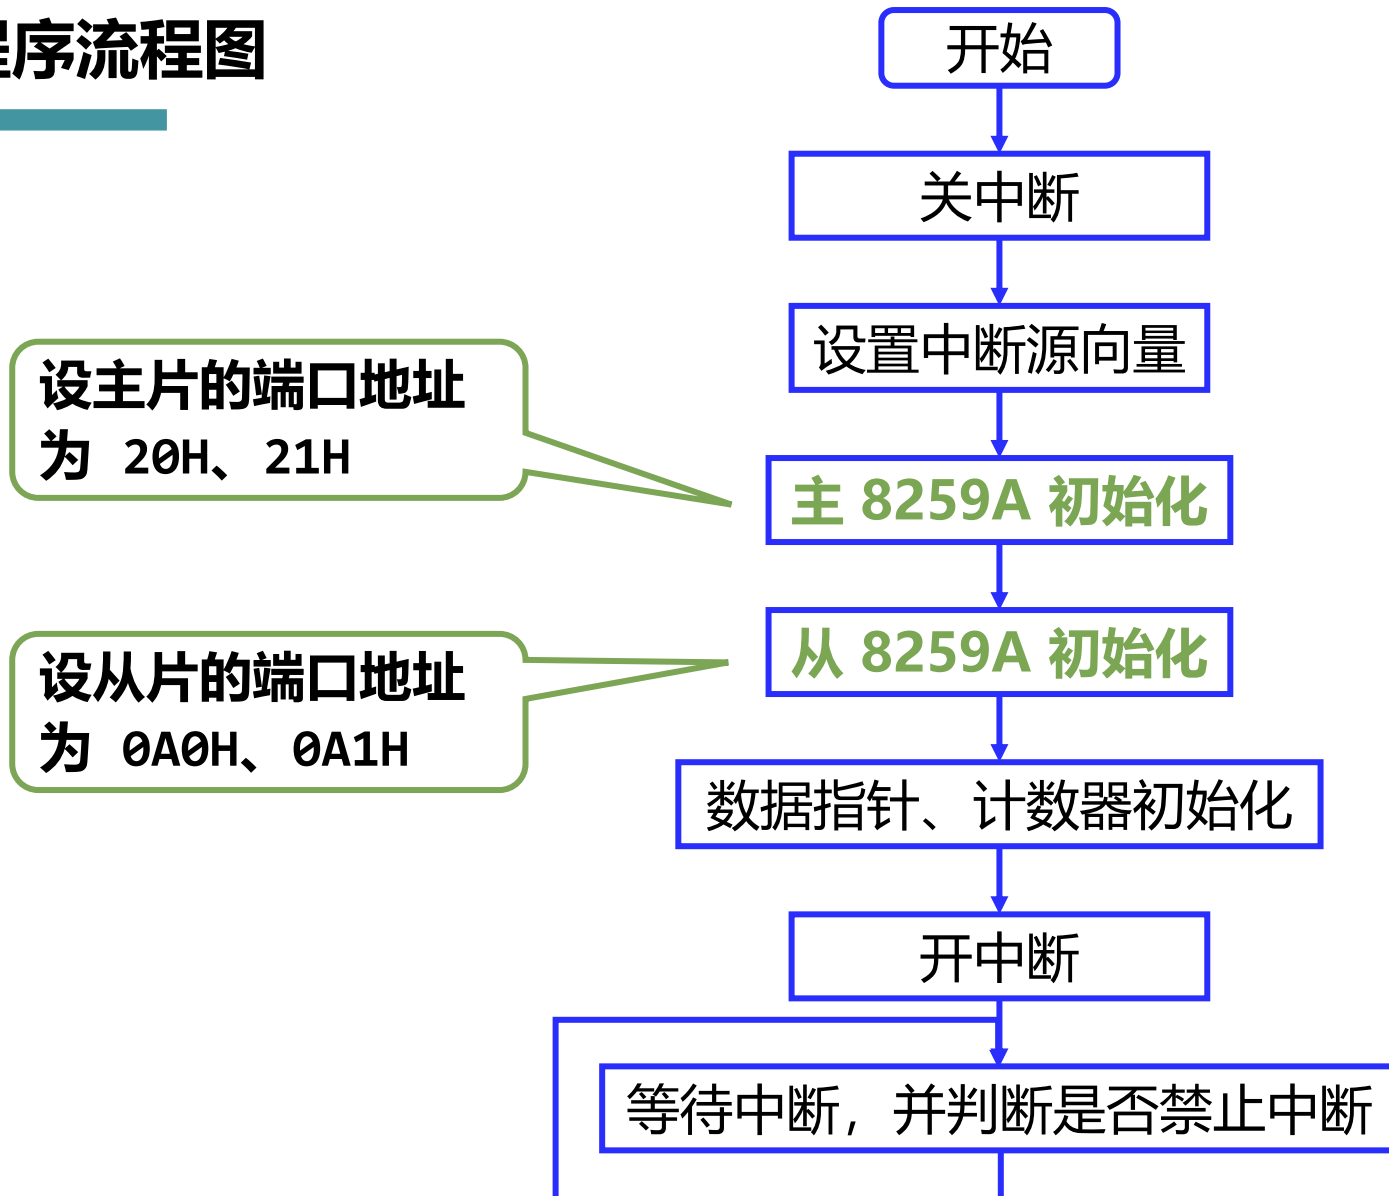 程序流程图
开始
关中断
设置中断源向量
设主片的端口地址
为 20H、21H
主 8259A 初始化
设从片的端口地址
为 0A0H、0A1H
从 8259A 初始化
数据指针、计数器初始化
开中断
等待中断，并判断是否禁止中断